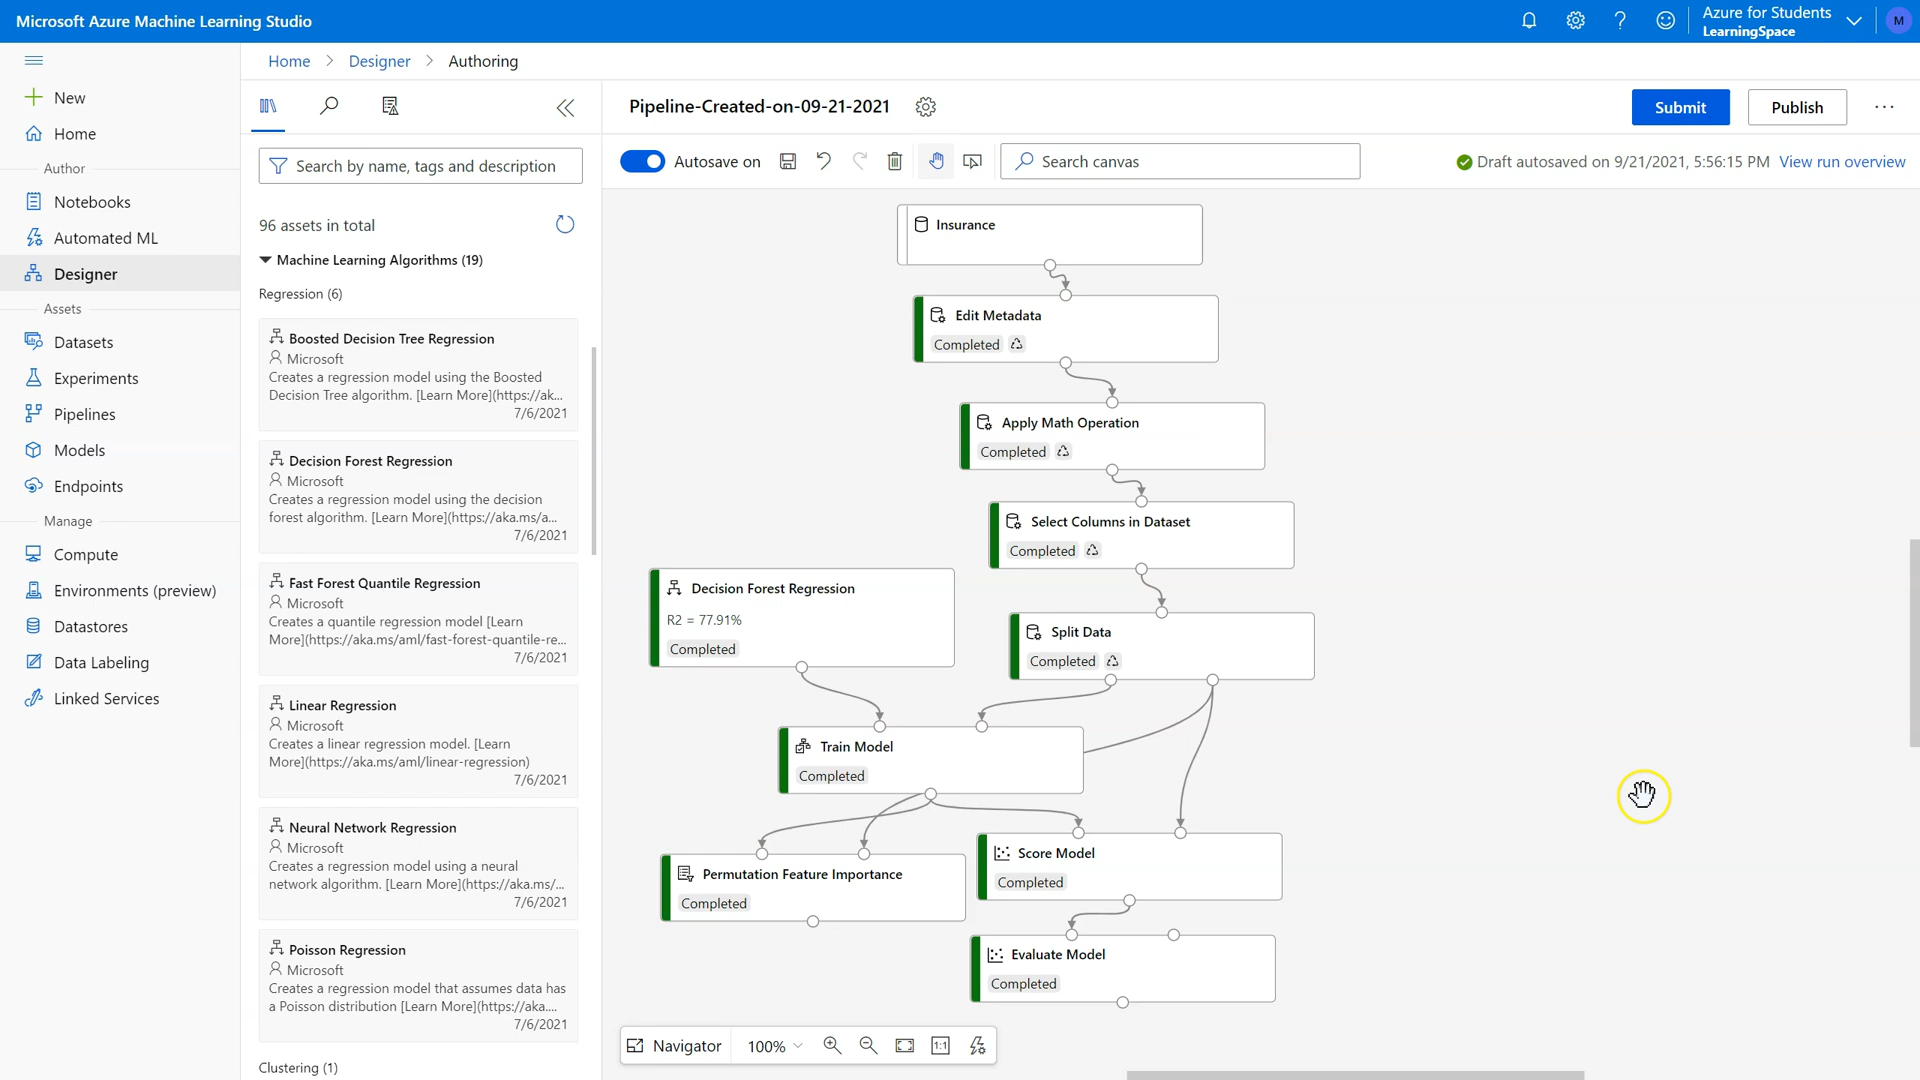 Microsoft Azure Machine Learning Studio
Azure for Students
LearningSpace
M
Home > Designer > Authoring
New
Home
Author
Notebooks
Automated ML
Designer
Assets
Datasets
Experiments
Pipelines
Models
Endpoints
Manage
Compute
Environments (preview)
Datastores
Data Labeling
Linked Services
Search by name, tags and description
96 assets in total
Machine Learning Algorithms (19)
Regression (6)
Boosted Decision Tree Regression
Microsoft
Creates a regression model using the Boosted
Decision Tree algorithm. [Learn More](https://ak...
7/6/2021
Decision Forest Regression
Microsoft
Creates a regression model using the decision
forest algorithm. [Learn More](https://aka.ms/a...
7/6/2021
Fast Forest Quantile Regression
Microsoft
Creates a quantile regression model [Learn
More](https://aka.ms/aml/fast-forest-quantile-re...
7/6/2021
Linear Regression
Microsoft
Creates a linear regression model. [Learn
More](https://aka.ms/aml/linear-regression)
7/6/2021
Neural Network Regression
Microsoft
Creates a regression model using a neural
network algorithm. [Learn More](https://aka.ms/...
7/6/2021
Poisson Regression
Microsoft
Creates a regression model that assumes data has
a Poisson distribution [Learn More](https://aka....
7/6/2021
Clustering (1)
Pipeline-Created-on-09-21-2021
Submit
Publish
Autosave on
Search canvas
Draft autosaved on 9/21/2021, 5:56:15 PM View run overview
Insurance
Edit Metadata
Completed
Apply Math Operation
Completed
Select Columns in Dataset
Completed
Decision Forest Regression
R2 = 77.91%
Completed
Split Data
Completed
Train Model
Completed
Permutation Feature Importance
Completed
Score Model
Completed
Evaluate Model
Completed
Navigator
100%
1:1